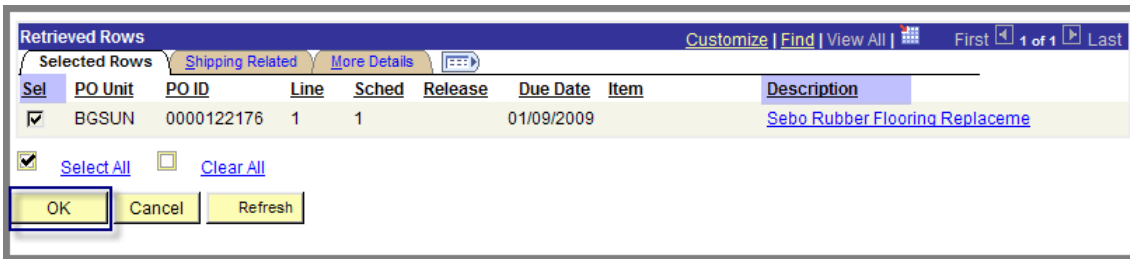 Retrieved Rows Customize | Find | View All | First 1 of 1 Last
Selected Rows Shipping Related More Details
Sel PO Unit PO ID Line Sched Release Due Date Item Description
BGSUN 0000122176 1 1 01/09/2009 Sebo Rubber Flooring Replaceme
Select All Clear All
OK Cancel Refresh